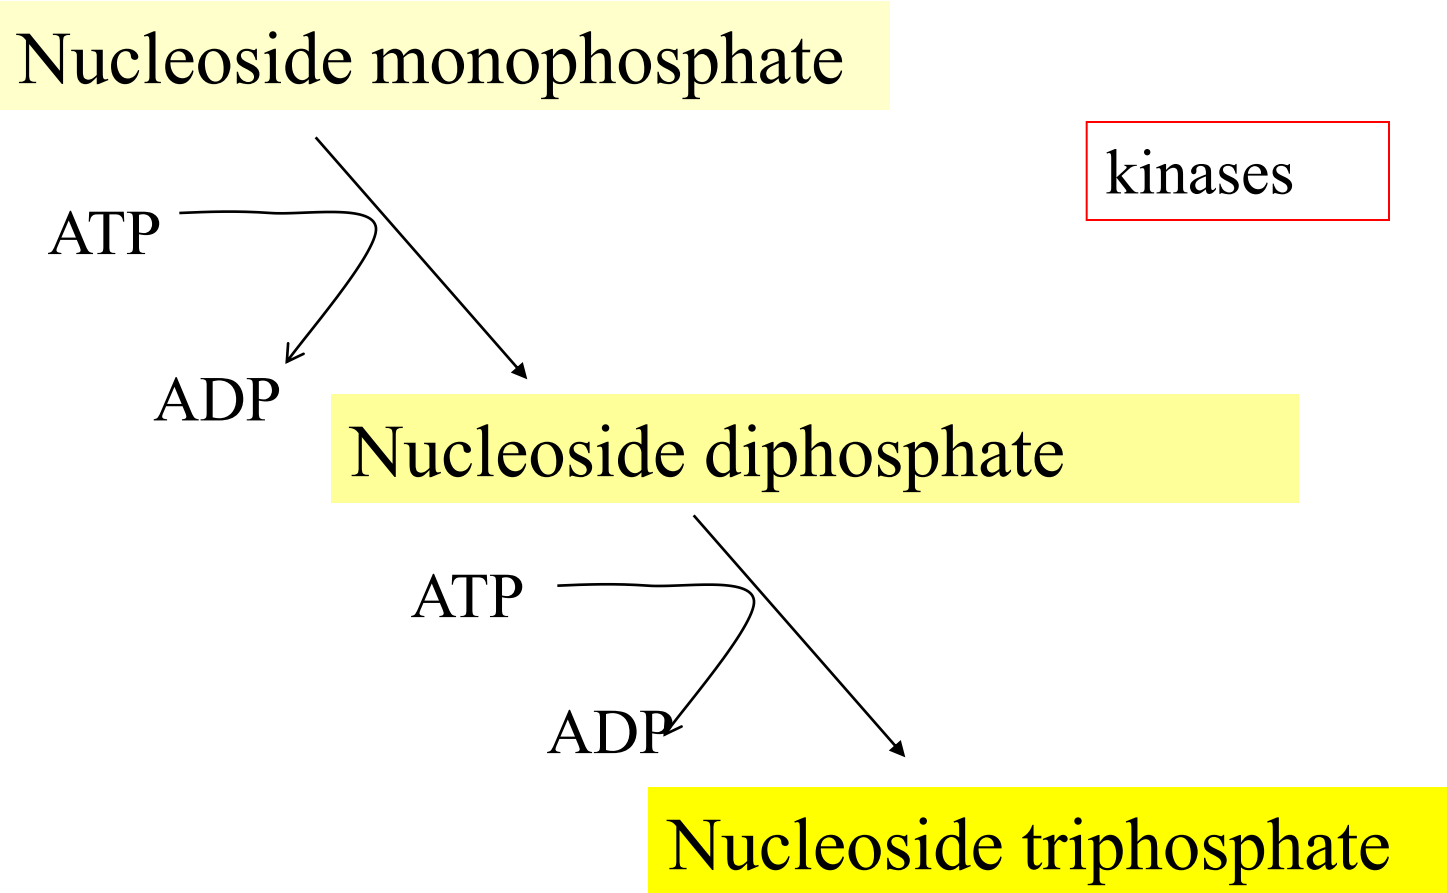 Nucleoside monophosphate
kinases
ATP
ADP
Nucleoside diphosphate
ATP
ADP
Nucleoside triphosphate